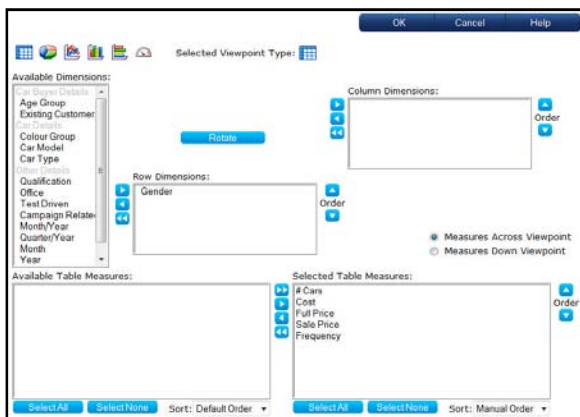 OK Cancel Help
Selected Viewpoint Type:
Available Dimensions:
Car Buyer Details
Age Group
Existing Customer
Car Details
Colour Group
Car Model
Car Type
Other Details
Qualification
Office
Test Driven
Campaign Relate
Month/Year
Quarter/Year
Month
Year
Rotate
Column Dimensions:
Order
Row Dimensions:
Gender
Order
Measures Across Viewpoint
Measures Down Viewpoint
Available Table Measures:
Select All Select None Sort: Default Order
Selected Table Measures:
# Cars
Cost
Full Price
Sale Price
Frequency
Order
Select All Select None Sort: Manual Order